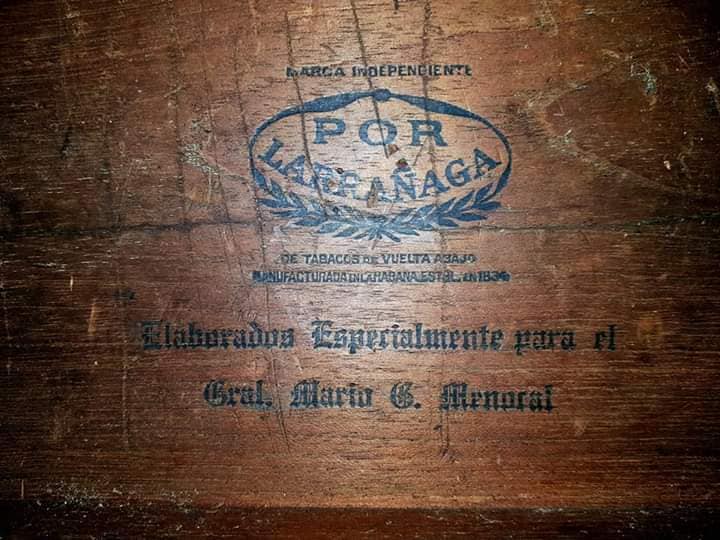 MARCA INDEPENDIENTE
POR
LARRAÑAGA
DE TABACOS DE VUELTA ABAJO
MANUFACTURADA EN LA HABANA ESTBL. EN 1834
Elaborados Especialmente para el
Gral. Mario G. Menocal